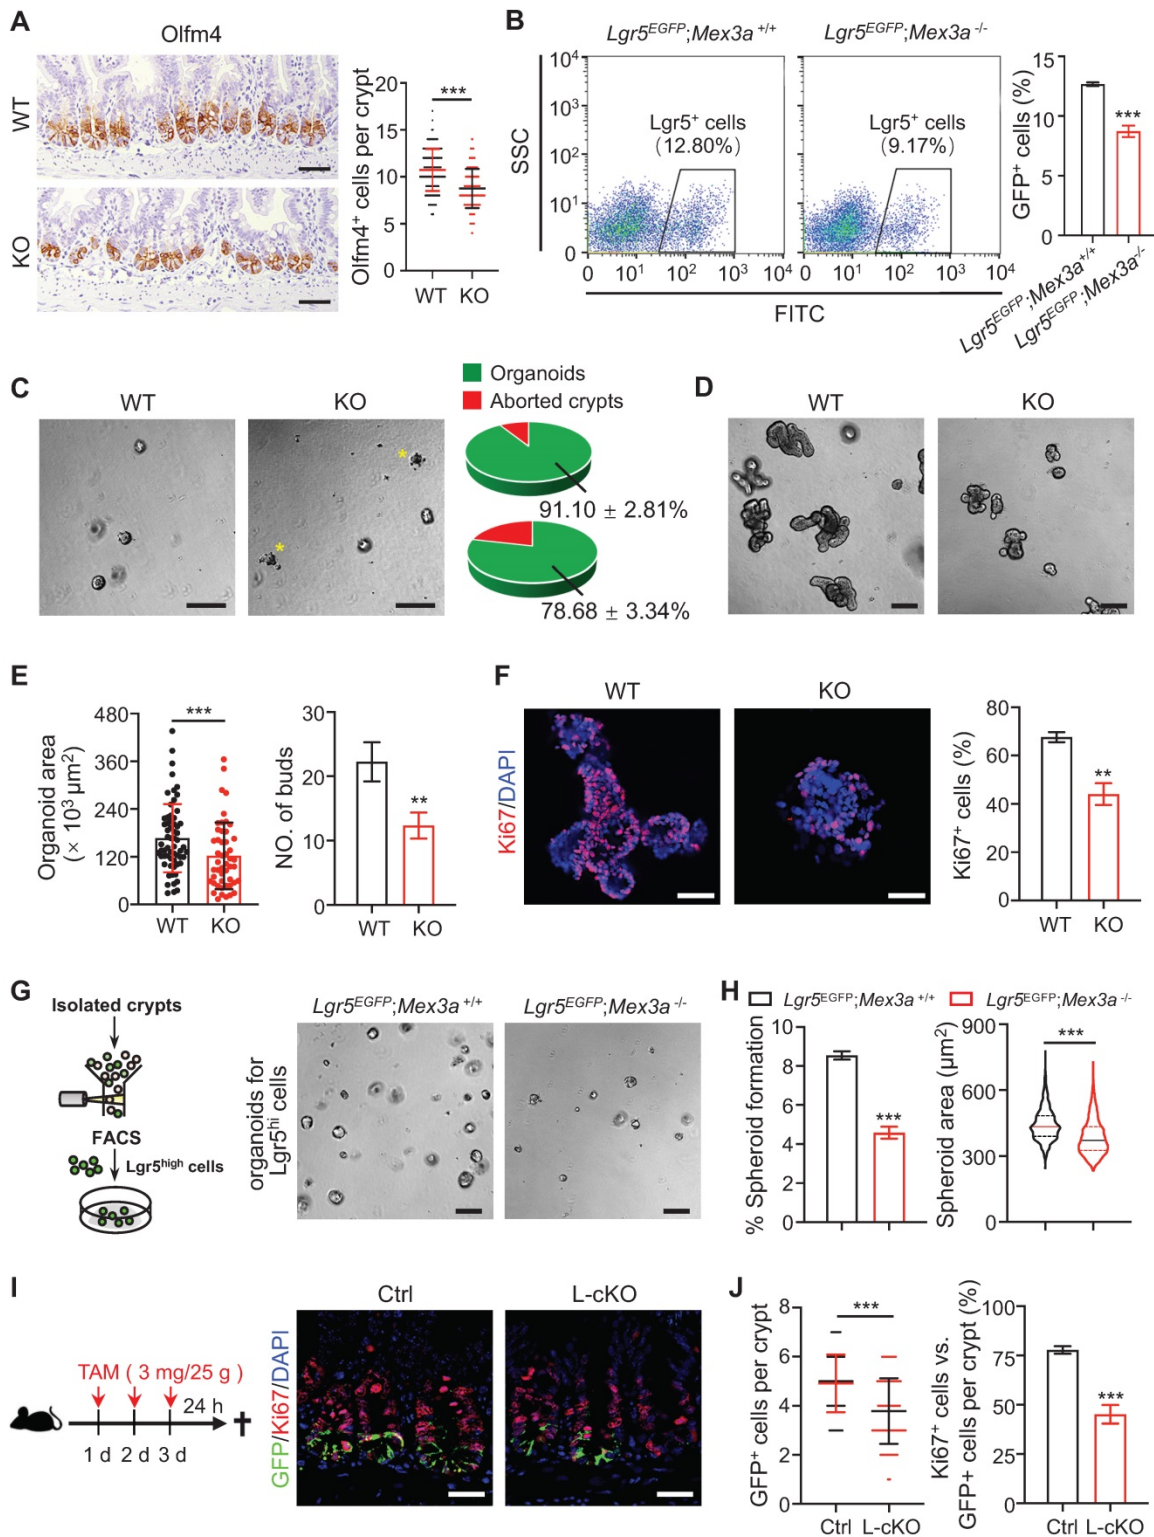 A
Olfm4
WT
KO
Olfm4⁺ cells per crypt
20
15
10
5
0
***
WT KO
B
Lgr5ᴱᴳᶠᴾ;Mex3a⁺/⁺
Lgr5ᴱᴳᶠᴾ;Mex3a⁻/⁻
SSC
10⁴
10³
10²
10¹
0
Lgr5⁺ cells
(12.80%)
Lgr5⁺ cells
(9.17%)
0 10¹ 10² 10³ 10⁴
0 10¹ 10² 10³ 10⁴
FITC
GFP⁺ cells (%)
15
10
5
0
***
Lgr5ᴱᴳᶠᴾ;Mex3a⁺/⁺
Lgr5ᴱᴳᶠᴾ;Mex3a⁻/⁻
C
WT
KO
*
*
Organoids
Aborted crypts
91.10 ± 2.81%
78.68 ± 3.34%
D
WT
KO
E
Organoid area
(× 10³ µm²)
480
360
240
120
0
***
WT KO
NO. of buds
30
20
10
0
**
WT KO
F
WT
KO
Ki67/DAPI
Ki67⁺ cells (%)
80
60
40
20
0
**
WT KO
G
Isolated crypts
FACS
Lgr5ʰⁱᵍʰ cells
Lgr5ᴱᴳᶠᴾ;Mex3a⁺/⁺
Lgr5ᴱᴳᶠᴾ;Mex3a⁻/⁻
organoids for
Lgr5ʰⁱ cells
H
Lgr5ᴱᴳᶠᴾ;Mex3a⁺/⁺
Lgr5ᴱᴳᶠᴾ;Mex3a⁻/⁻
% Spheroid formation
10
8
6
4
2
0
***
Spheroid area (µm²)
900
600
300
0
***
I
TAM ( 3 mg/25 g )
24 h
1 d 2 d 3 d
Ctrl
L-cKO
GFP/Ki67/DAPI
J
GFP⁺ cells per crypt
8
6
4
2
0
***
Ctrl L-cKO
Ki67⁺ cells vs.
GFP+ cells per crypt (%)
100
75
50
25
0
***
Ctrl L-cKO